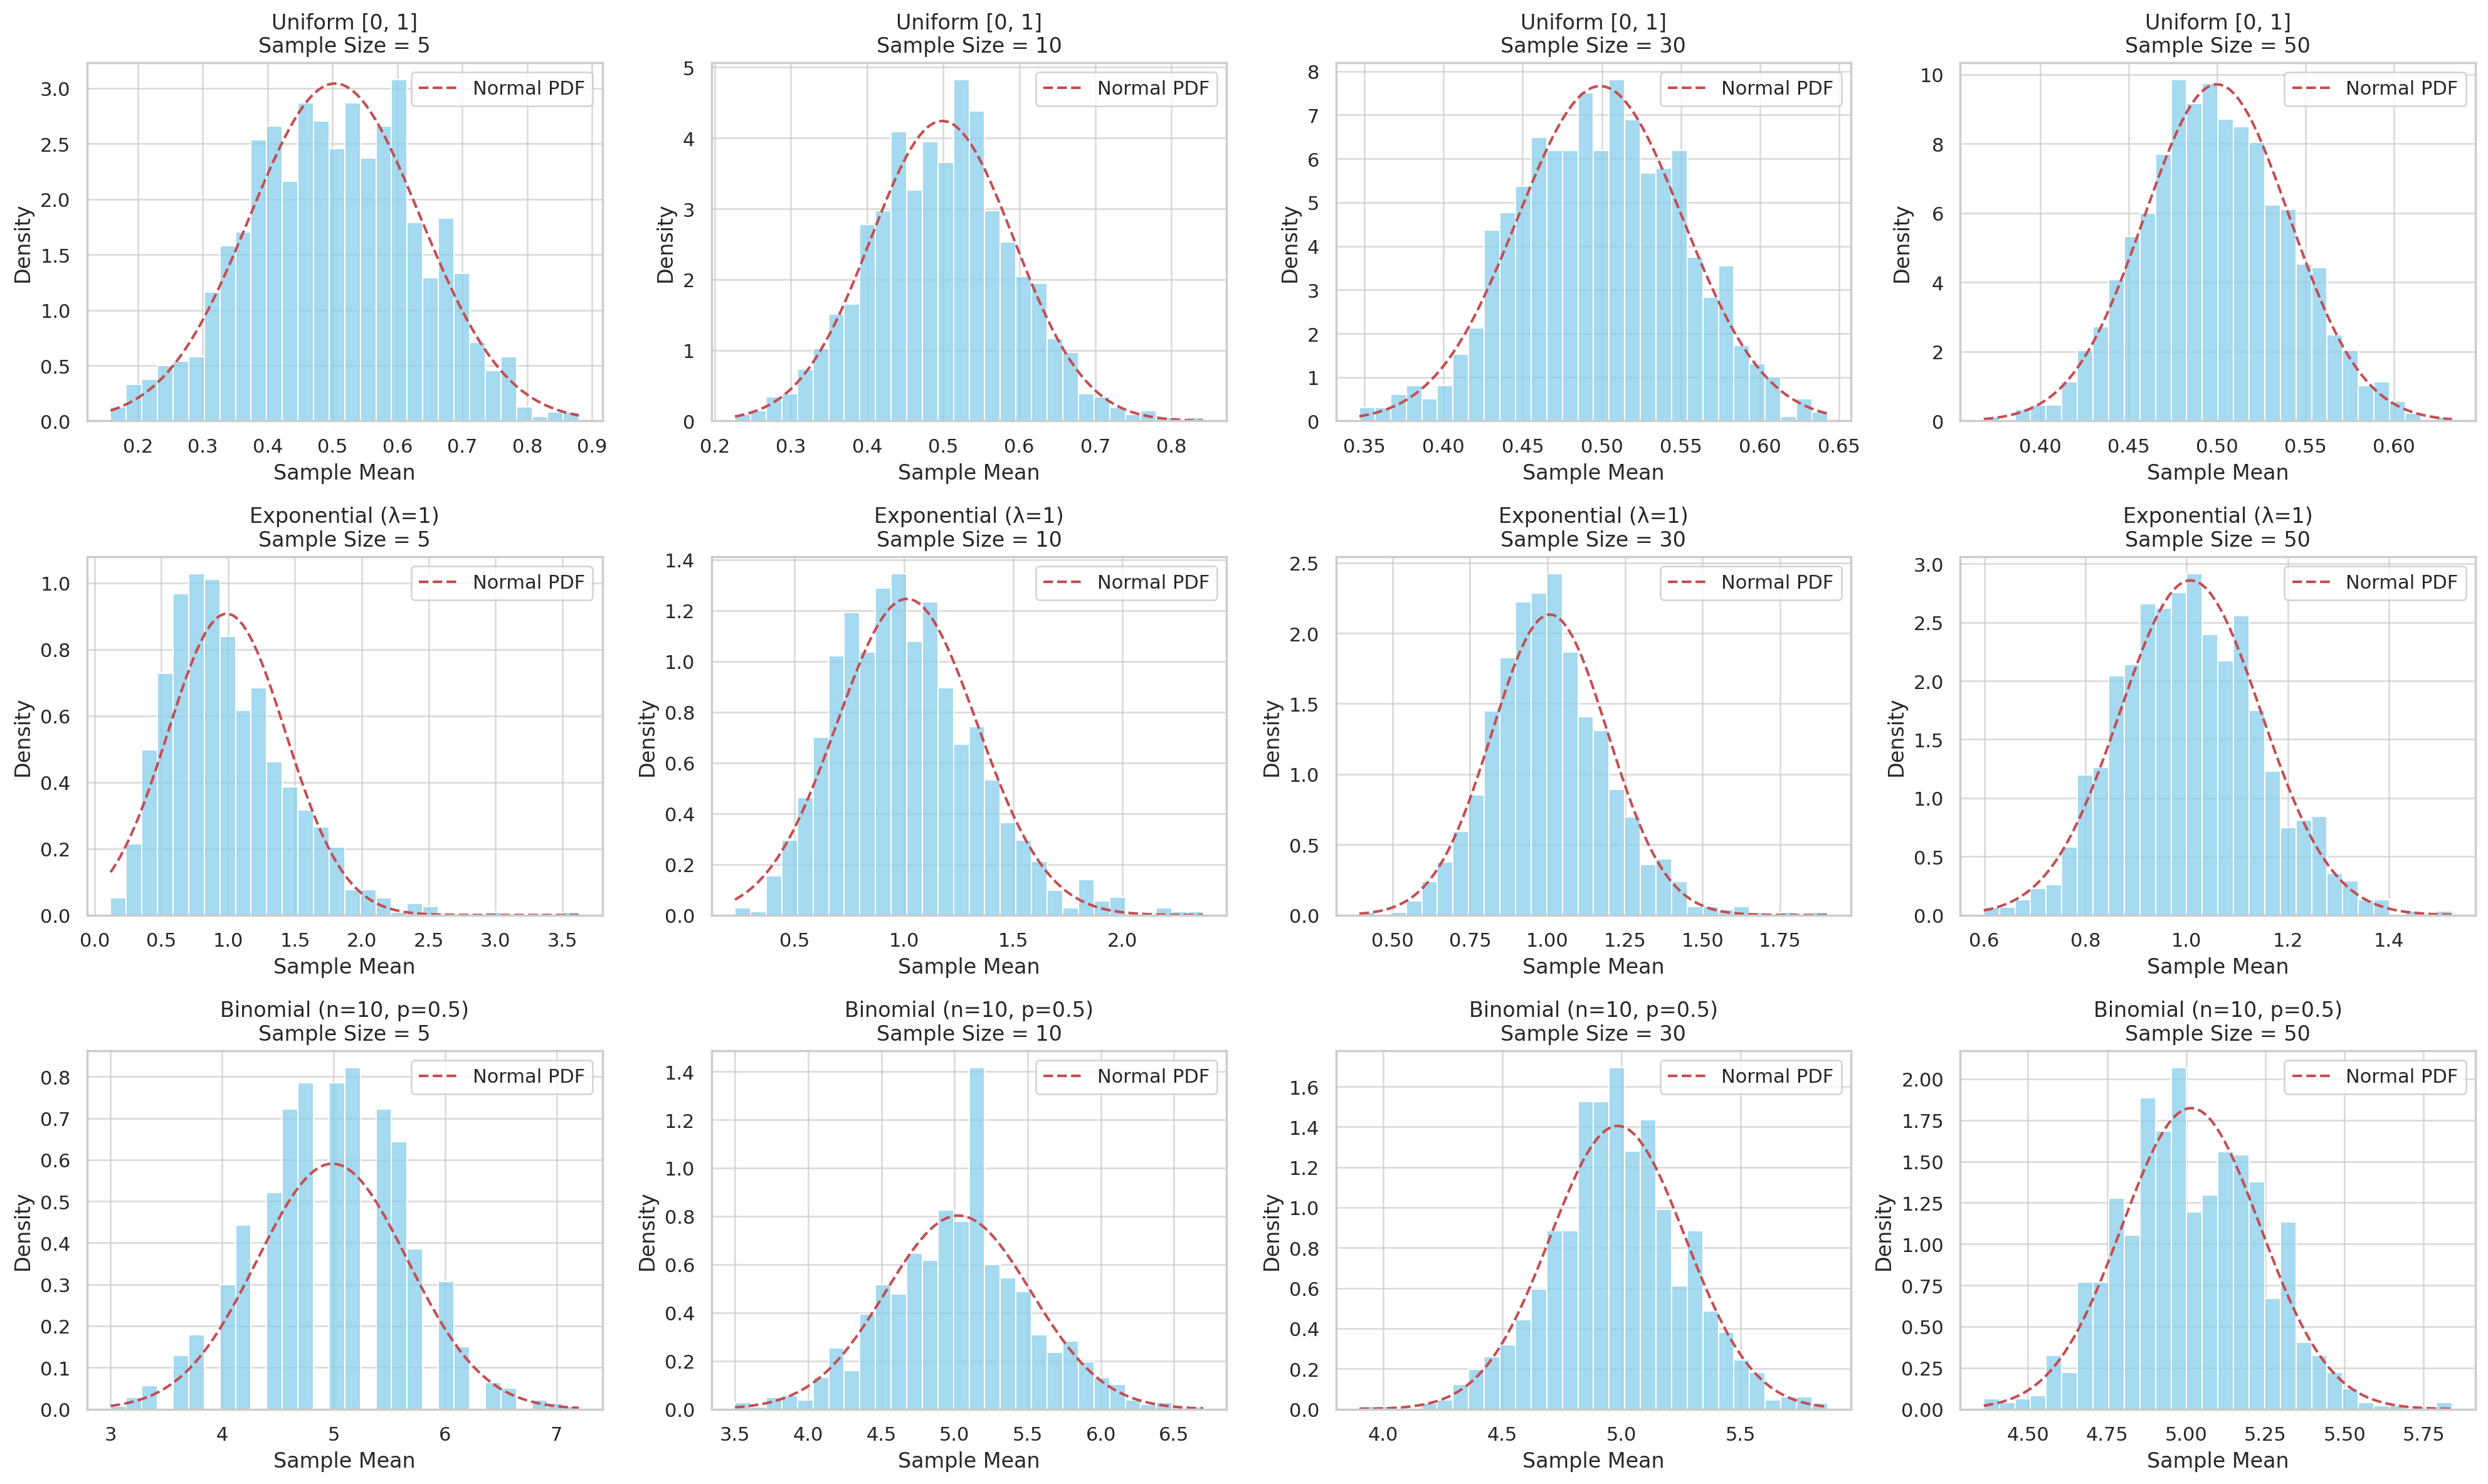 Uniform [0, 1]
Sample Size = 5
Normal PDF
Density
3.0
2.5
2.0
1.5
1.0
0.5
0.0
0.2 0.3 0.4 0.5 0.6 0.7 0.8 0.9
Sample Mean
Uniform [0, 1]
Sample Size = 10
Normal PDF
Density
5
4
3
2
1
0
0.2 0.3 0.4 0.5 0.6 0.7 0.8
Sample Mean
Uniform [0, 1]
Sample Size = 30
Normal PDF
Density
8
7
6
5
4
3
2
1
0
0.35 0.40 0.45 0.50 0.55 0.60 0.65
Sample Mean
Uniform [0, 1]
Sample Size = 50
Normal PDF
Density
10
8
6
4
2
0
0.40 0.45 0.50 0.55 0.60
Sample Mean
Exponential (λ=1)
Sample Size = 5
Normal PDF
Density
1.0
0.8
0.6
0.4
0.2
0.0
0.0 0.5 1.0 1.5 2.0 2.5 3.0 3.5
Sample Mean
Exponential (λ=1)
Sample Size = 10
Normal PDF
Density
1.4
1.2
1.0
0.8
0.6
0.4
0.2
0.0
0.5 1.0 1.5 2.0
Sample Mean
Exponential (λ=1)
Sample Size = 30
Normal PDF
Density
2.5
2.0
1.5
1.0
0.5
0.0
0.50 0.75 1.00 1.25 1.50 1.75
Sample Mean
Exponential (λ=1)
Sample Size = 50
Normal PDF
Density
3.0
2.5
2.0
1.5
1.0
0.5
0.0
0.6 0.8 1.0 1.2 1.4
Sample Mean
Binomial (n=10, p=0.5)
Sample Size = 5
Normal PDF
Density
0.8
0.7
0.6
0.5
0.4
0.3
0.2
0.1
0.0
3 4 5 6 7
Sample Mean
Binomial (n=10, p=0.5)
Sample Size = 10
Normal PDF
Density
1.4
1.2
1.0
0.8
0.6
0.4
0.2
0.0
3.5 4.0 4.5 5.0 5.5 6.0 6.5
Sample Mean
Binomial (n=10, p=0.5)
Sample Size = 30
Normal PDF
Density
1.6
1.4
1.2
1.0
0.8
0.6
0.4
0.2
0.0
4.0 4.5 5.0 5.5
Sample Mean
Binomial (n=10, p=0.5)
Sample Size = 50
Normal PDF
Density
2.00
1.75
1.50
1.25
1.00
0.75
0.50
0.25
0.00
4.50 4.75 5.00 5.25 5.50 5.75
Sample Mean